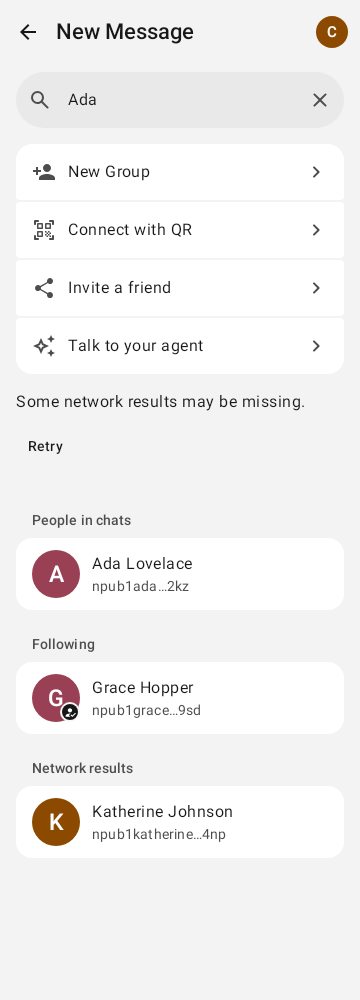 New Message
C
Ada
New Group
Connect with QR
Invite a friend
Talk to your agent
Some network results may be missing.
Retry
People in chats
A
Ada Lovelace
npub1ada…2kz
Following
G
Grace Hopper
npub1grace…9sd
Network results
K
Katherine Johnson
npub1katherine…4np